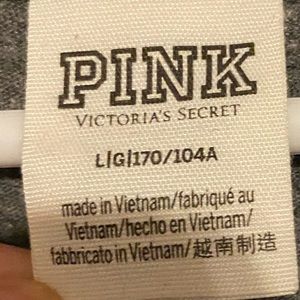 PINK
VICTORIA'S SECRET
L|G|170/104A
made in Vietnam/fabriqué au
Vietnam/hecho en Vietnam/
fabbricato in Vietnam/越南制造